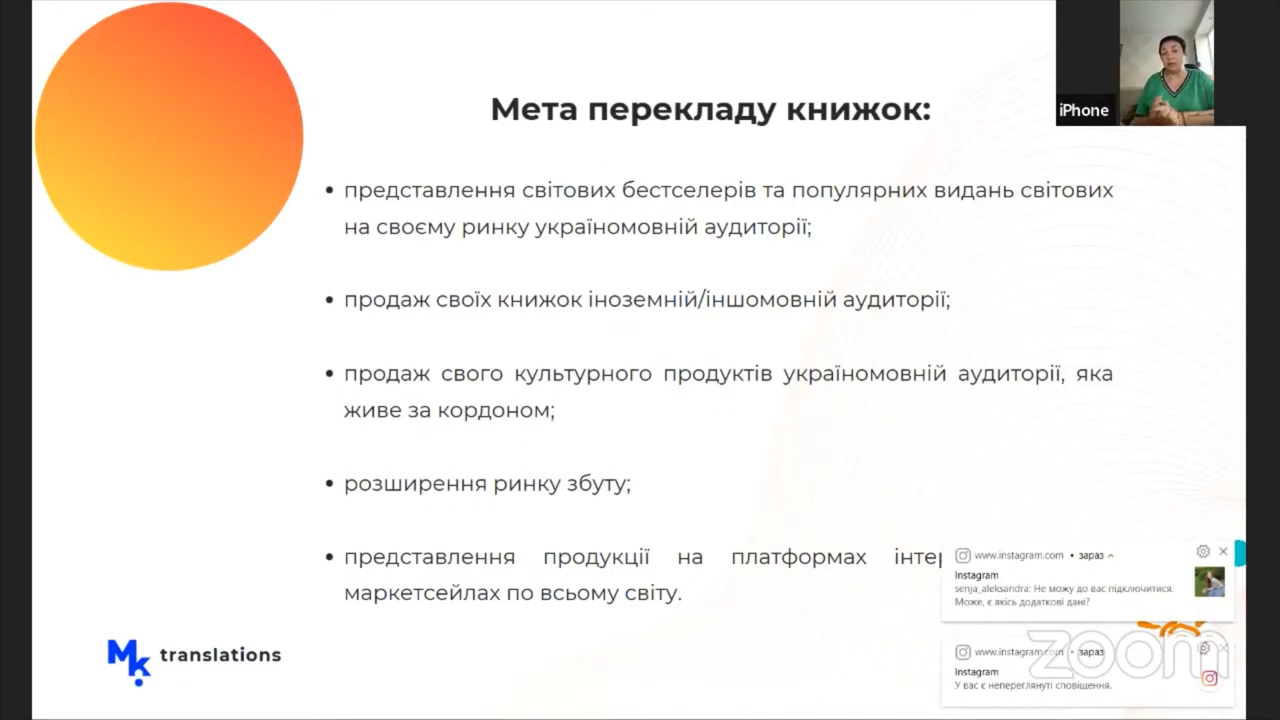 Мета перекладу книжок:
iPhone
• представлення світових бестселерів та популярних видань світових
на своєму ринку україномовній аудиторії;
• продаж своїх книжок іноземній/іншомовній аудиторії;
• продаж свого культурного продуктів україномовній аудиторії, яка
живе за кордоном;
• розширення ринку збуту;
• представлення продукції на платформах
маркетсейлах по всьому світу.
www.instagram.com • зараз
Instagram
senja_aleksandra: Не можу до вас підключитися.
Може, є якісь додаткові дані?
www.instagram.com • зараз
Instagram
У вас є непереглянуті сповіщення.
zoom
Mk translations